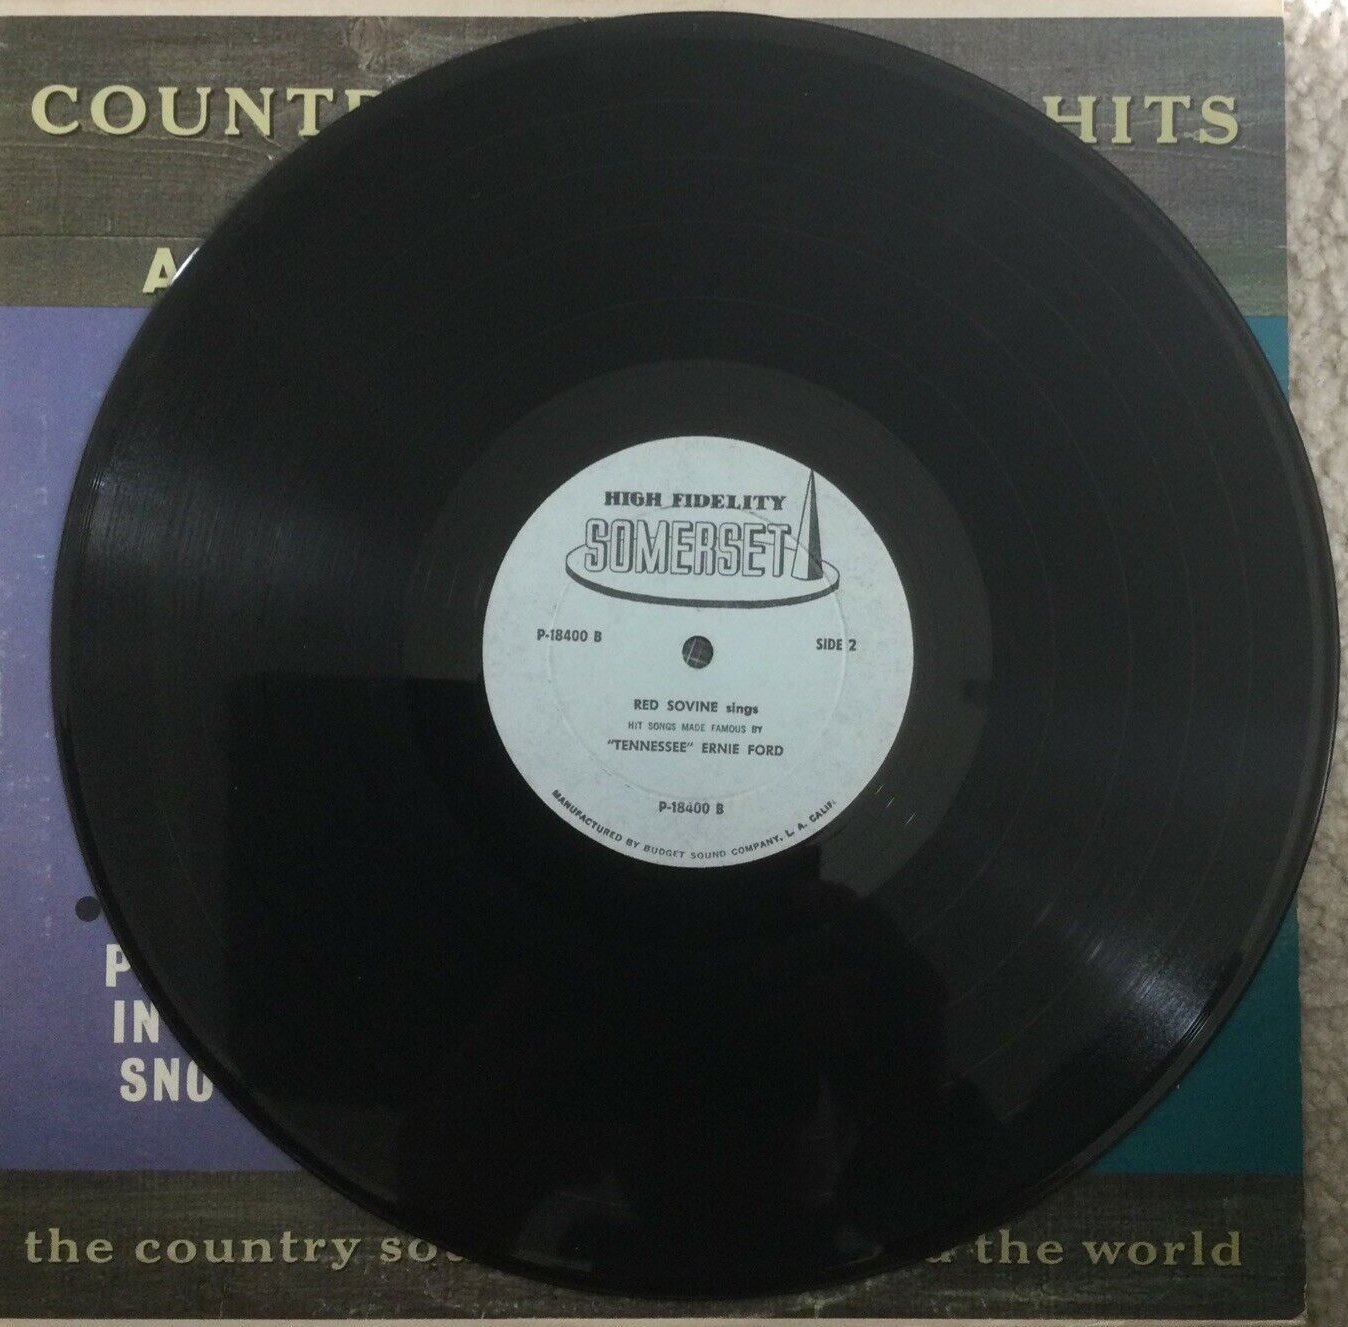 COUNT
HITS
A
HIGH FIDELITY
SOMERSET
P-18400 B
SIDE 2
RED SOVINE sings
HIT SONGS MADE FAMOUS BY
"TENNESSEE" ERNIE FORD
P-18400 B
MANUFACTURED BY BUDGET SOUND COMPANY, L. A. CALIF.
P
IN
SNO
the country so
the world